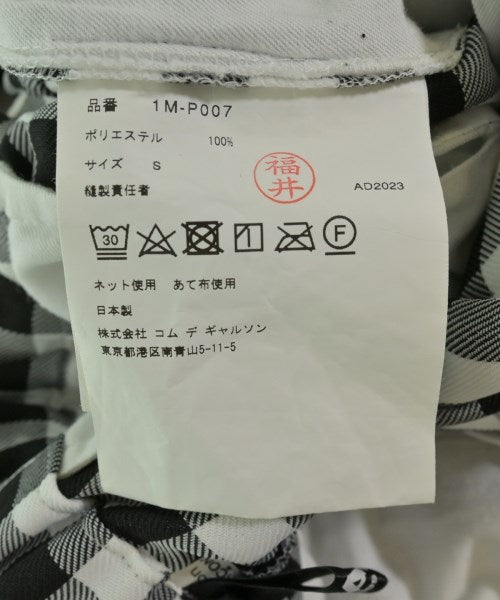 品番 1M-P007
ポリエステル 100%
サイズ S
縫製責任者 福井 AD2023
30 F
ネット使用 あて布使用
日本製
株式会社 コム デ ギャルソン
東京都港区南青山5-11-5